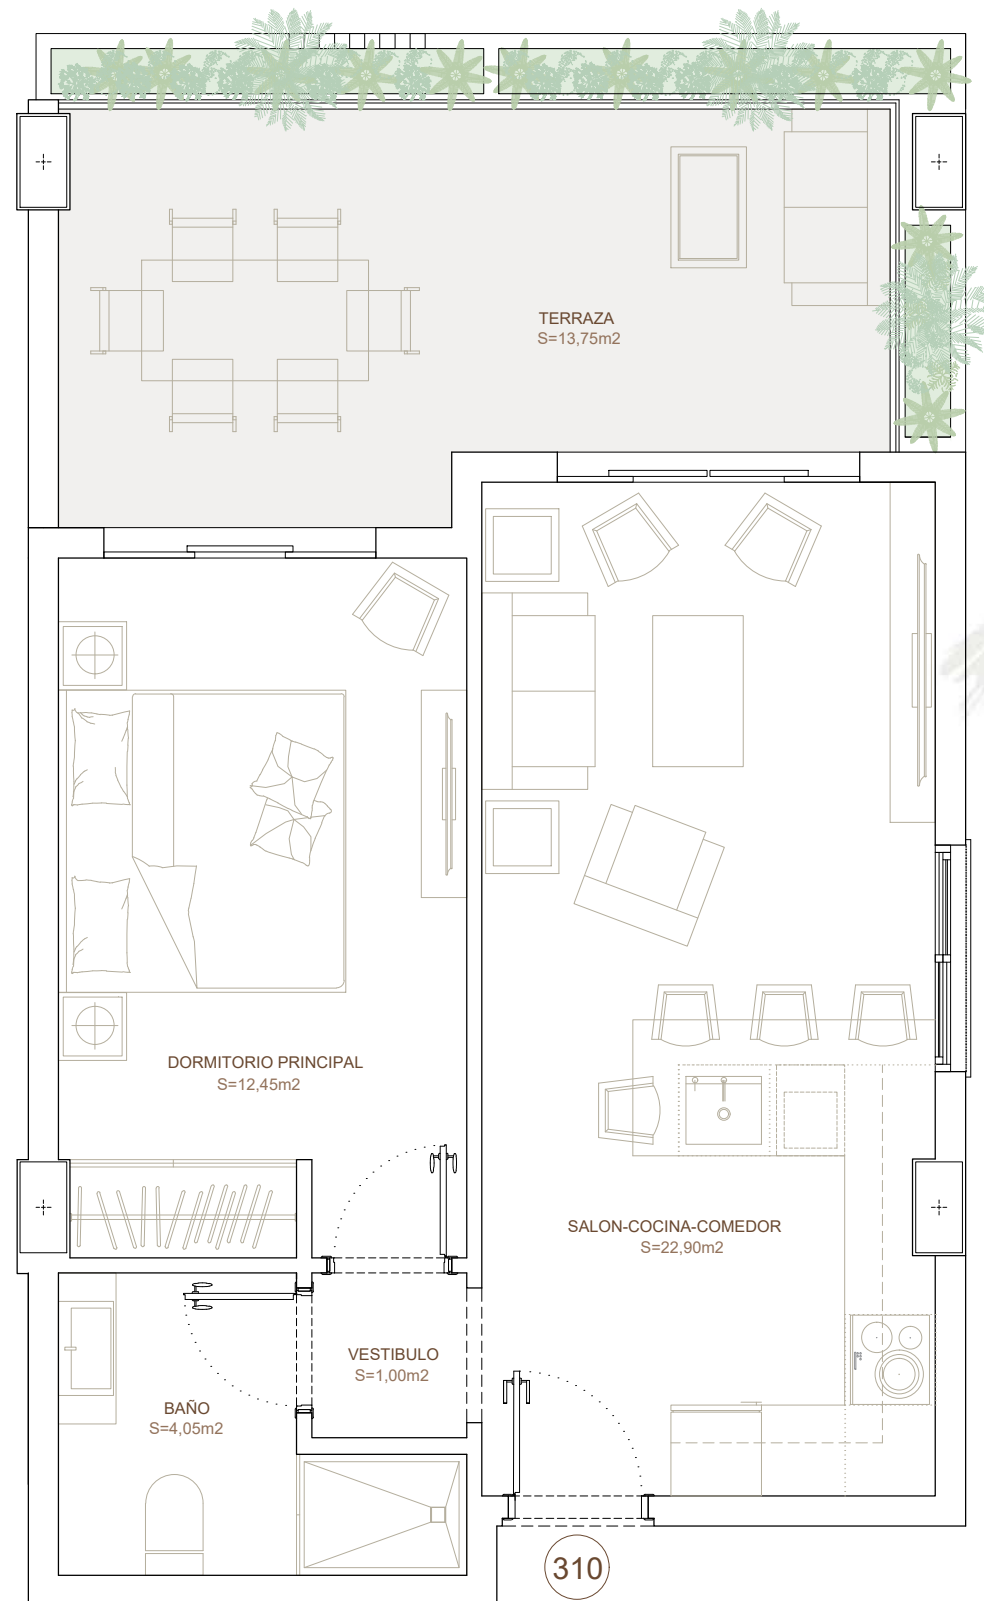 TERRAZA
S=13,75m2
DORMITORIO PRINCIPAL
S=12,45m2
SALON-COCINA-COMEDOR
S=22,90m2
VESTIBULO
S=1,00m2
BAÑO
S=4,05m2
310